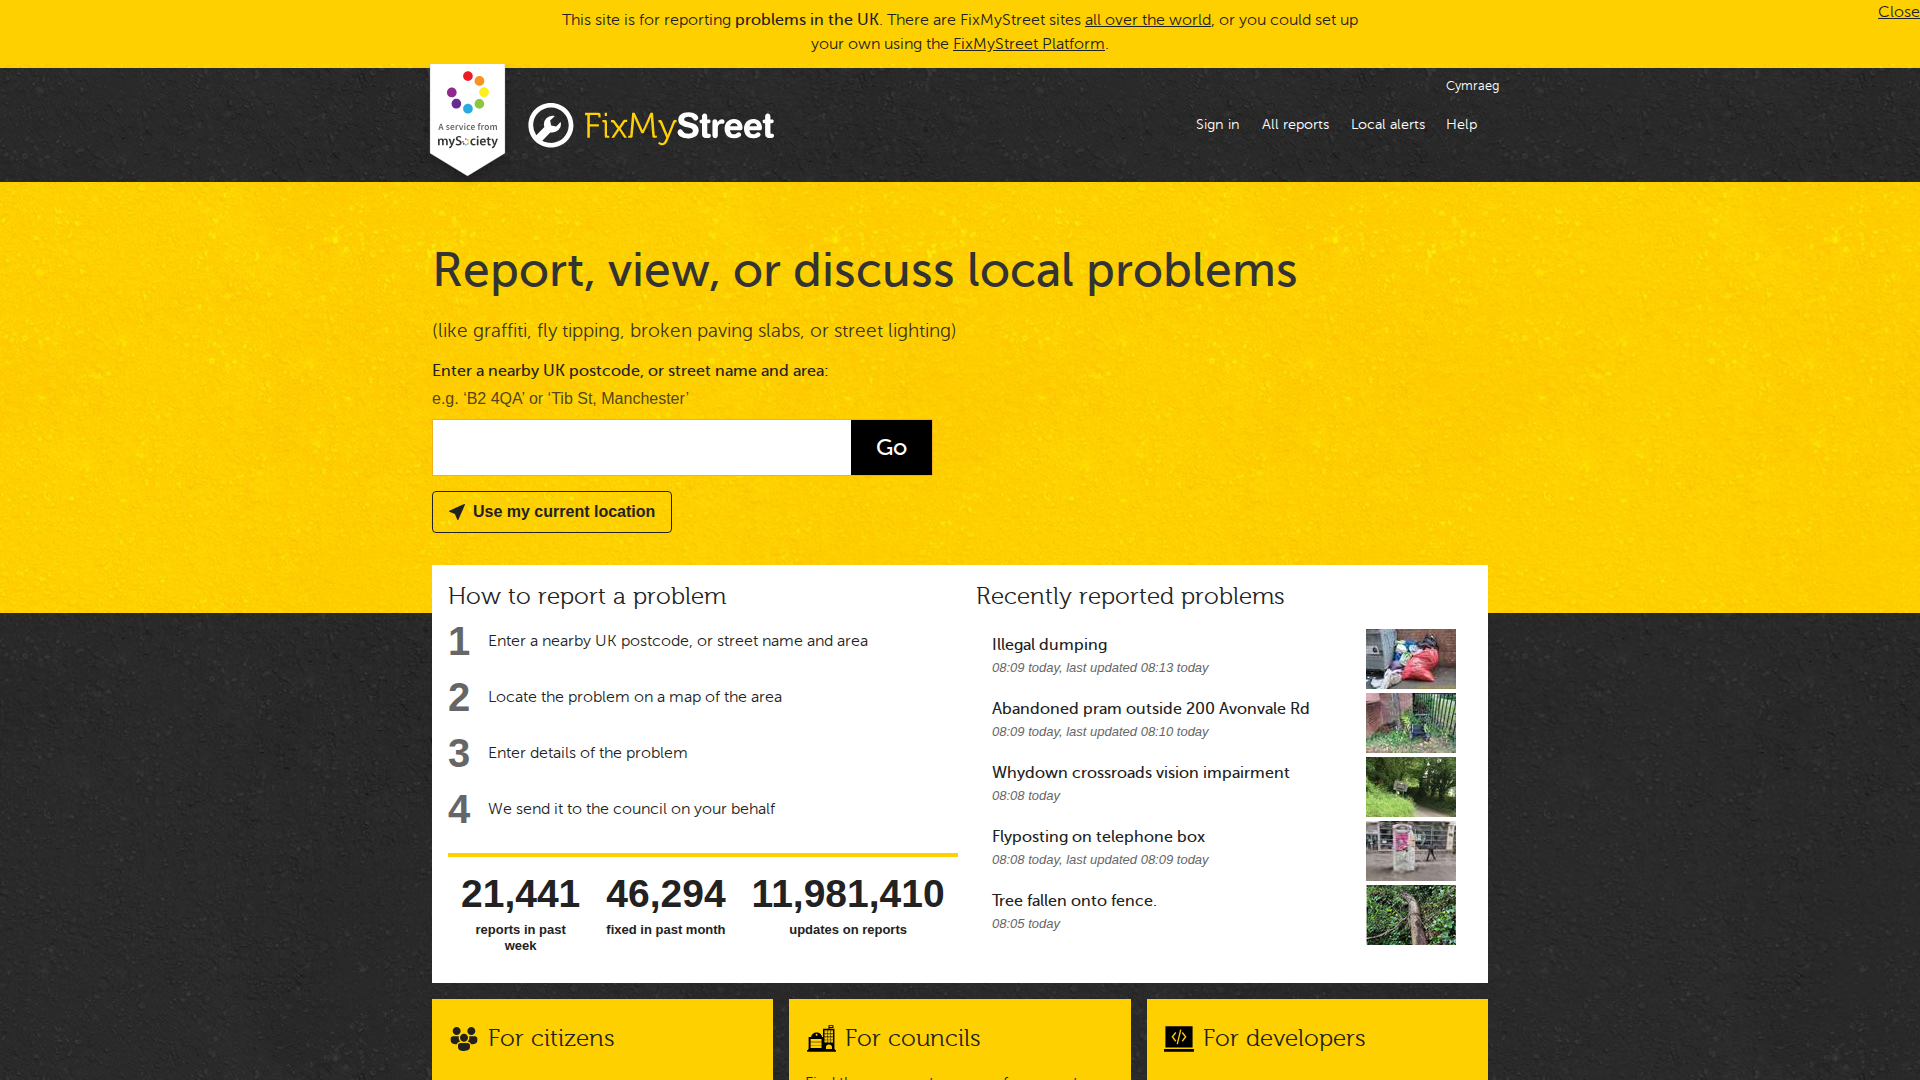 This site is for reporting problems in the UK. There are FixMyStreet sites all over the world, or you could set up
your own using the FixMyStreet Platform.
Close
A service from
mySociety
FixMyStreet
Cymraeg
Sign in
All reports
Local alerts
Help
Report, view, or discuss local problems
(like graffiti, fly tipping, broken paving slabs, or street lighting)
Enter a nearby UK postcode, or street name and area:
e.g. ‘B2 4QA’ or ‘Tib St, Manchester’
Go
Use my current location
How to report a problem
1 Enter a nearby UK postcode, or street name and area
2 Locate the problem on a map of the area
3 Enter details of the problem
4 We send it to the council on your behalf
21,441
reports in past
week
46,294
fixed in past month
11,981,410
updates on reports
Recently reported problems
Illegal dumping
08:09 today, last updated 08:13 today
Abandoned pram outside 200 Avonvale Rd
08:09 today, last updated 08:10 today
Whydown crossroads vision impairment
08:08 today
Flyposting on telephone box
08:08 today, last updated 08:09 today
Tree fallen onto fence.
08:05 today
For citizens
For councils
For developers